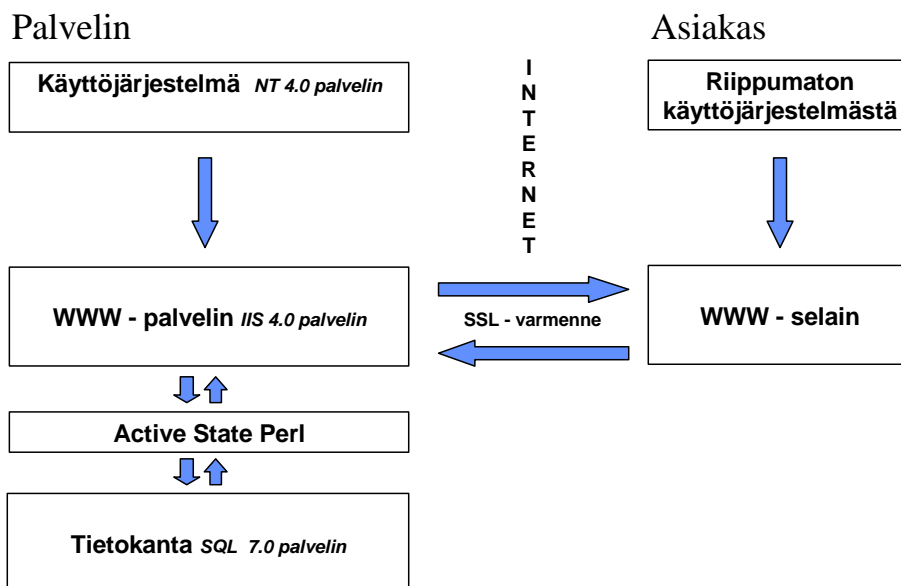 Palvelin
Asiakas
Käyttöjärjestelmä NT 4.0 palvelin
I
N
T
E
R
N
E
T
Riippumaton
käyttöjärjestelmästä
WWW - palvelin IIS 4.0 palvelin
SSL - varmenne
WWW - selain
Active State Perl
Tietokanta SQL 7.0 palvelin